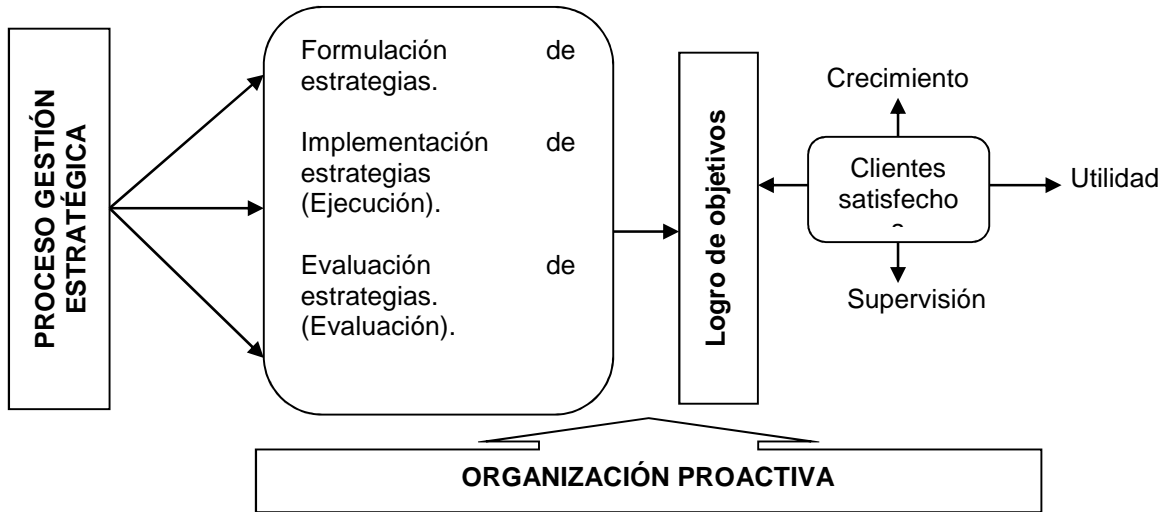 PROCESO GESTIÓN
ESTRATÉGICA
Formulación de
estrategias.
Implementación de
estrategias
(Ejecución).
Evaluación de
estrategias.
(Evaluación).
Logro de objetivos
Crecimiento
Clientes
satisfecho
Utilidad
Supervisión
ORGANIZACIÓN PROACTIVA